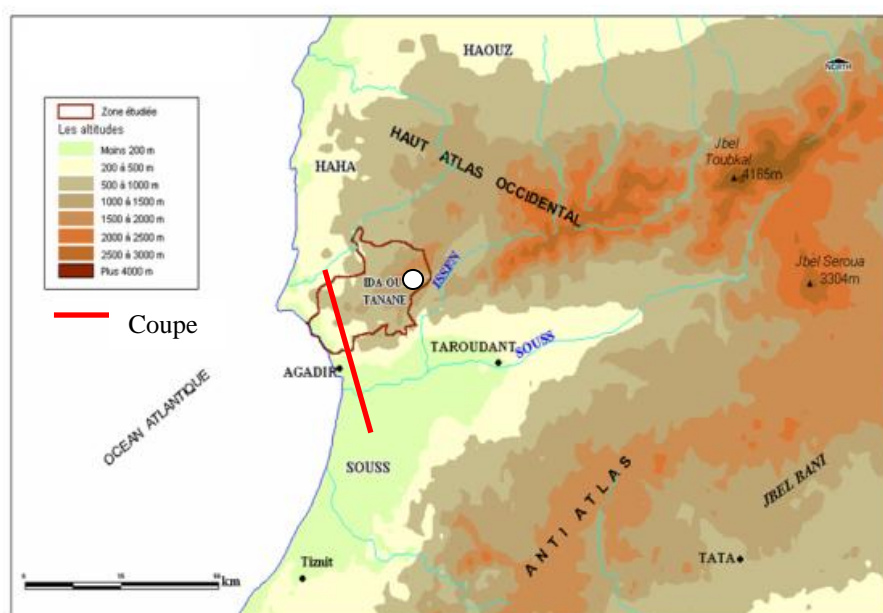 HAOUZ
NORTH
Zone étudiée
Les altitudes
Moins 200 m
200 á 500 m
500 á 1000 m
1000 á 1500 m
1500 á 2000 m
2000 á 2500 m
2500 á 3000 m
Plus 4000 m
Coupe
HAHA
HAUT ATLAS OCCIDENTAL
Jbel
Toubkal
4165m
Jbel Seroua
3304m
IDA OU
TANANE
ISSEN
AGADIR
TAROUDANT
SOUSS
OCEAN ATLANTIQUE
SOUSS
ANTI ATLAS
JBEL BANI
TATA
Tiznit
km